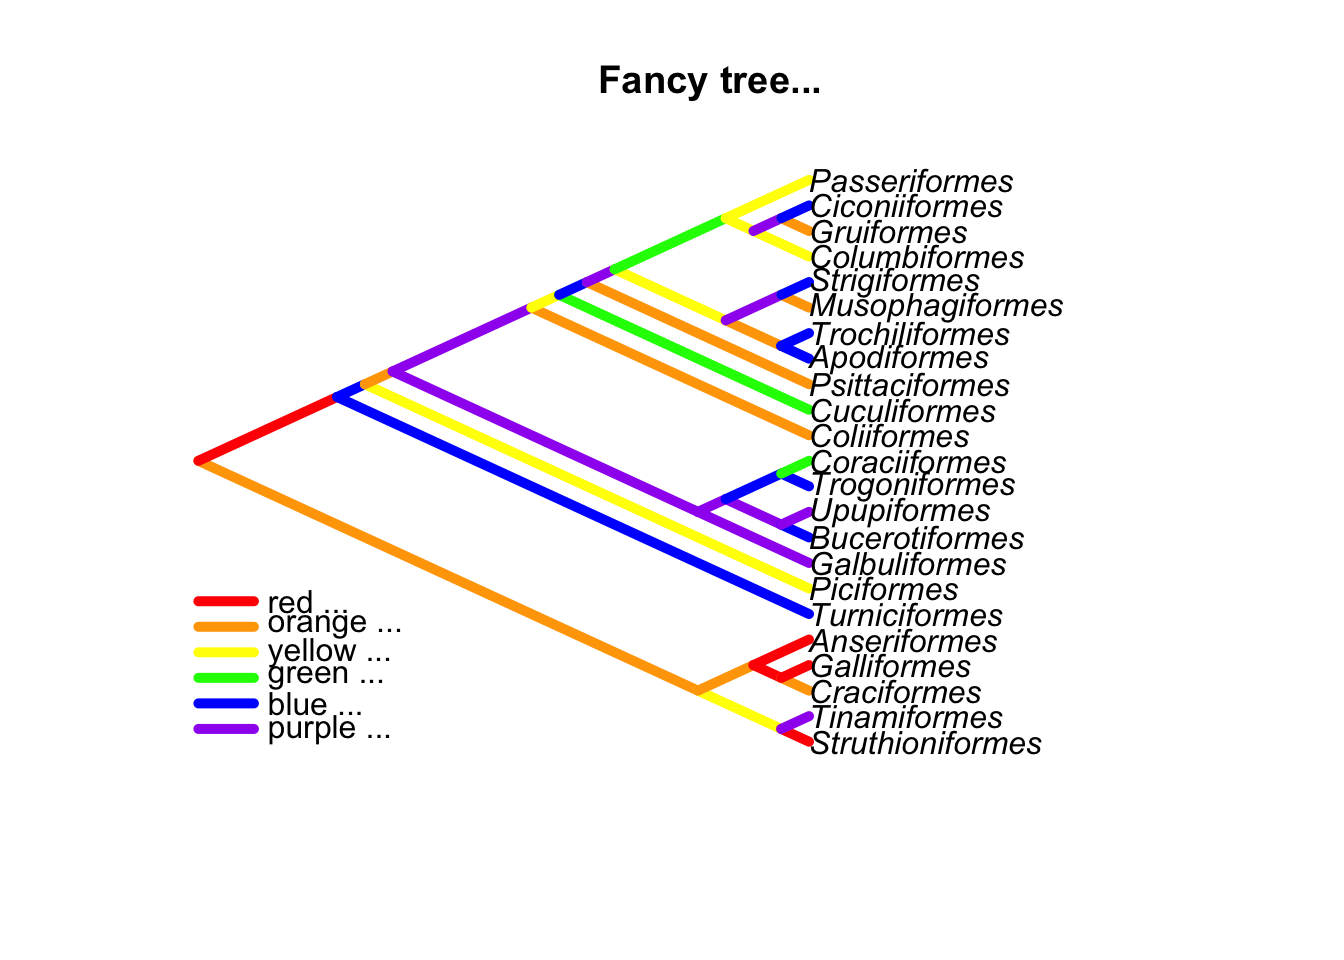 Fancy tree...
Passeriformes
Ciconiiformes
Gruiformes
Columbiformes
Strigiformes
Musophagiformes
Trochiliformes
Apodiformes
Psittaciformes
Cuculiformes
Coliiformes
Coraciiformes
Trogoniformes
Upupiformes
Bucerotiformes
Galbuliformes
Piciformes
Turniciformes
Anseriformes
Galliformes
Craciformes
Tinamiformes
Struthioniformes
red ...
orange ...
yellow ...
green ...
blue ...
purple ...